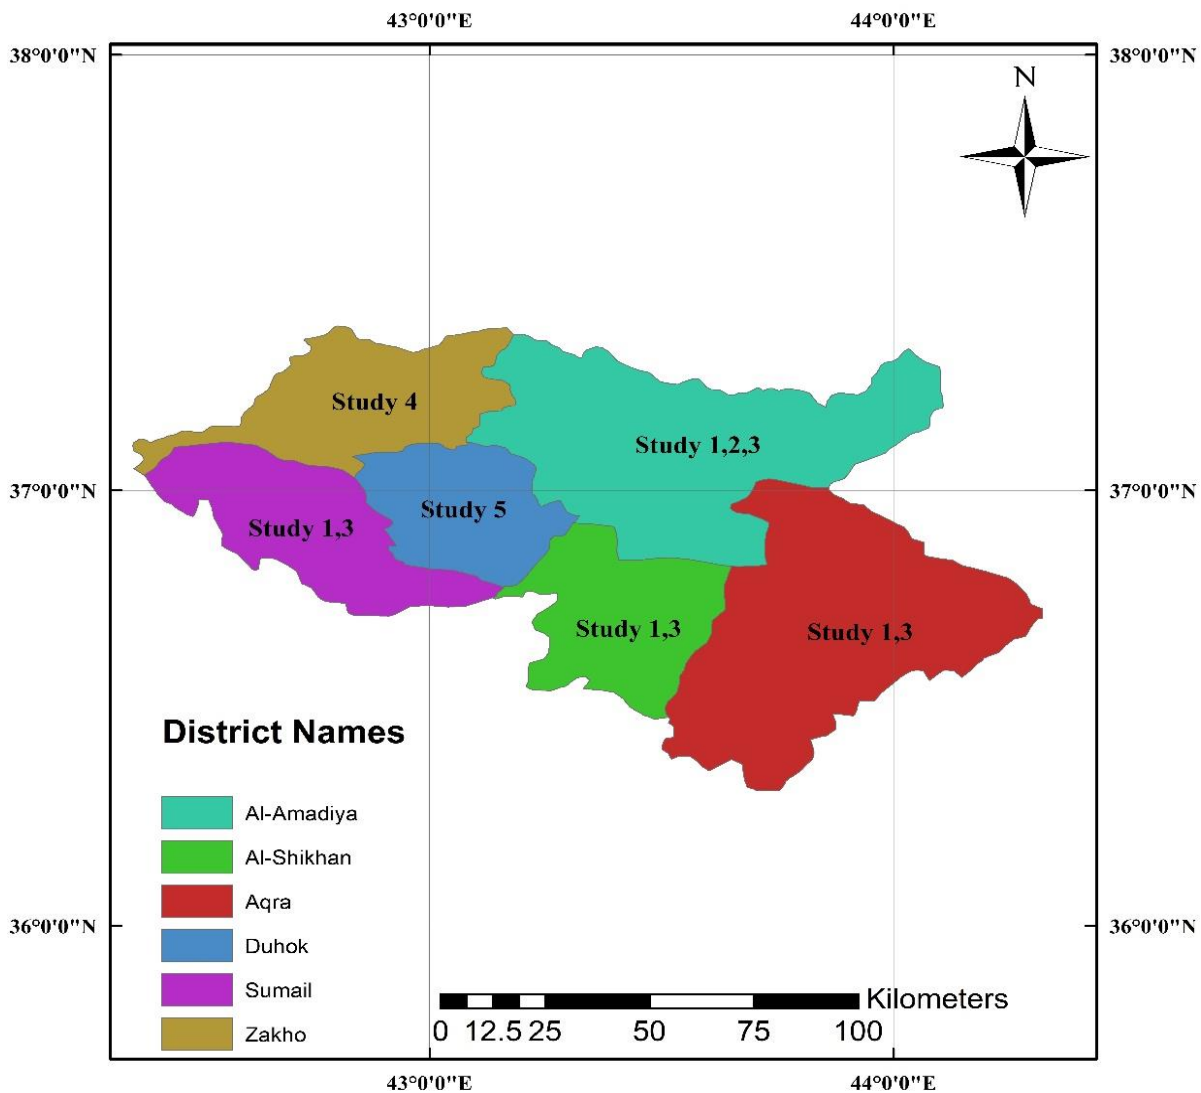 43°0'0"E 44°0'0"E
38°0'0"N 38°0'0"N
N
Study 4
Study 1,2,3
37°0'0"N 37°0'0"N
Study 5
Study 1,3
Study 1,3
Study 1,3
District Names
Al-Amadiya
Al-Shikhan
Aqra
36°0'0"N 36°0'0"N
Duhok
Sumail
Kilometers
Zakho
0 12.5 25 50 75 100
43°0'0"E 44°0'0"E